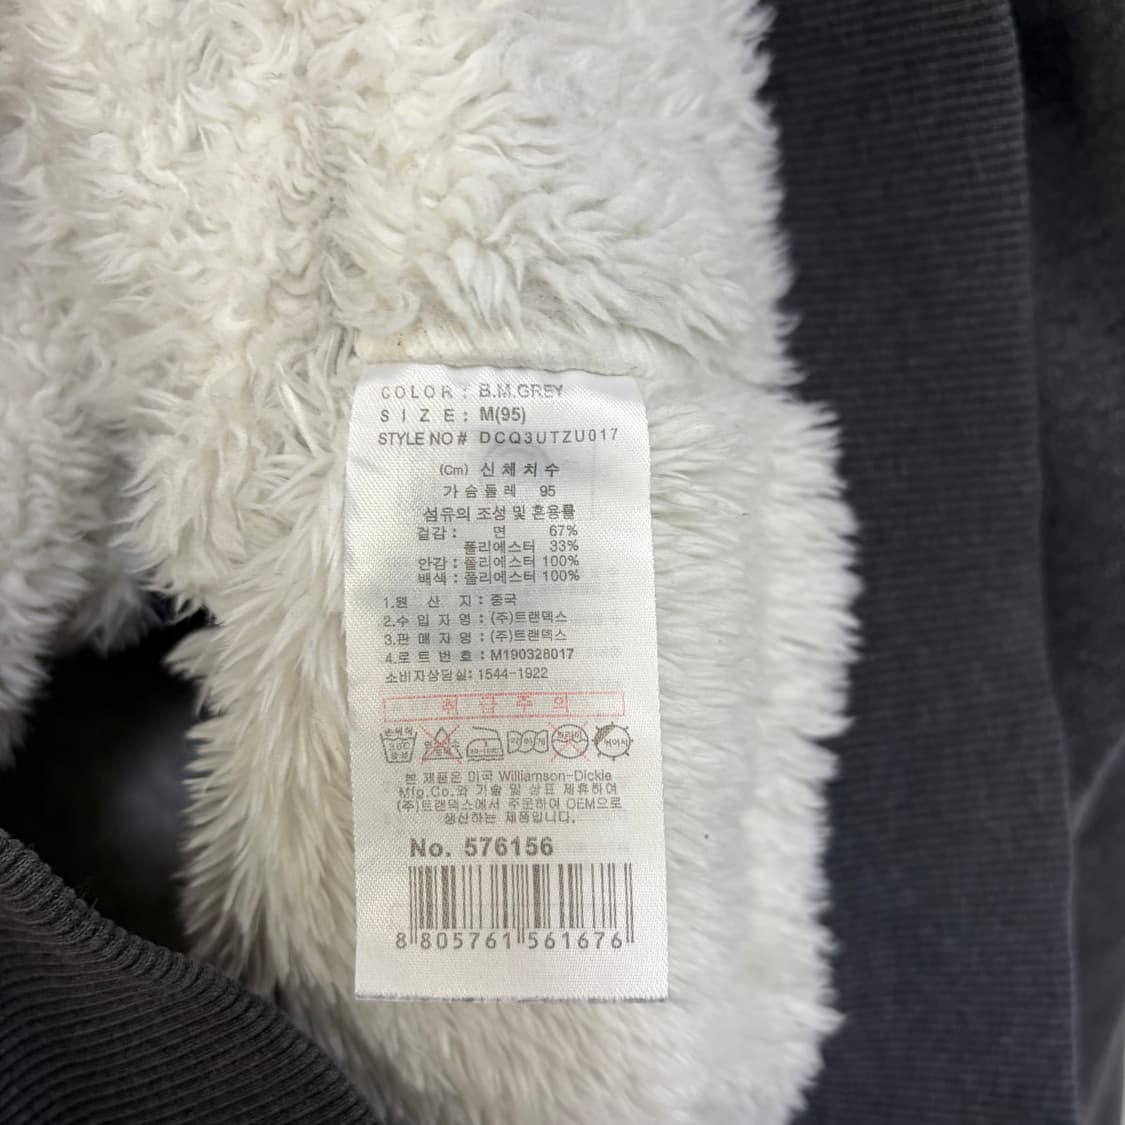 COLOR : B.M.GREY
SIZE : M(95)
STYLE NO # DCQ3UTZU017
(Cm) 신체치수
가슴둘레 95
섬유의 조성 및 혼용률
겉감 : 면 67%
폴리에스터 33%
안감 : 폴리에스터 100%
배색 : 폴리에스터 100%
1.원 산 지 : 중국
2.수 입 자 명 : (주)트랜덱스
3.판 매 자 명 : (주)트랜덱스
4.로 트 번 호 : M190328017
소비자상담실: 1544-1922
취급주의
손세탁
30℃
중성
본 제품은 미국 Williamson-Dickie
Mfg.Co.와 기술 및 상표 제휴하여
(주)트랜덱스에서 주문하여 OEM으로
생산하는 제품입니다.
No. 576156
8 805761 561676